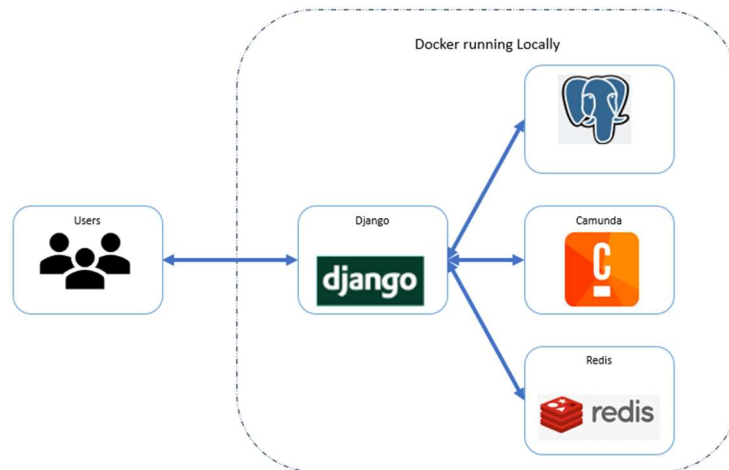 Docker running Locally
Users
Django
django
Camunda
C
Redis
redis